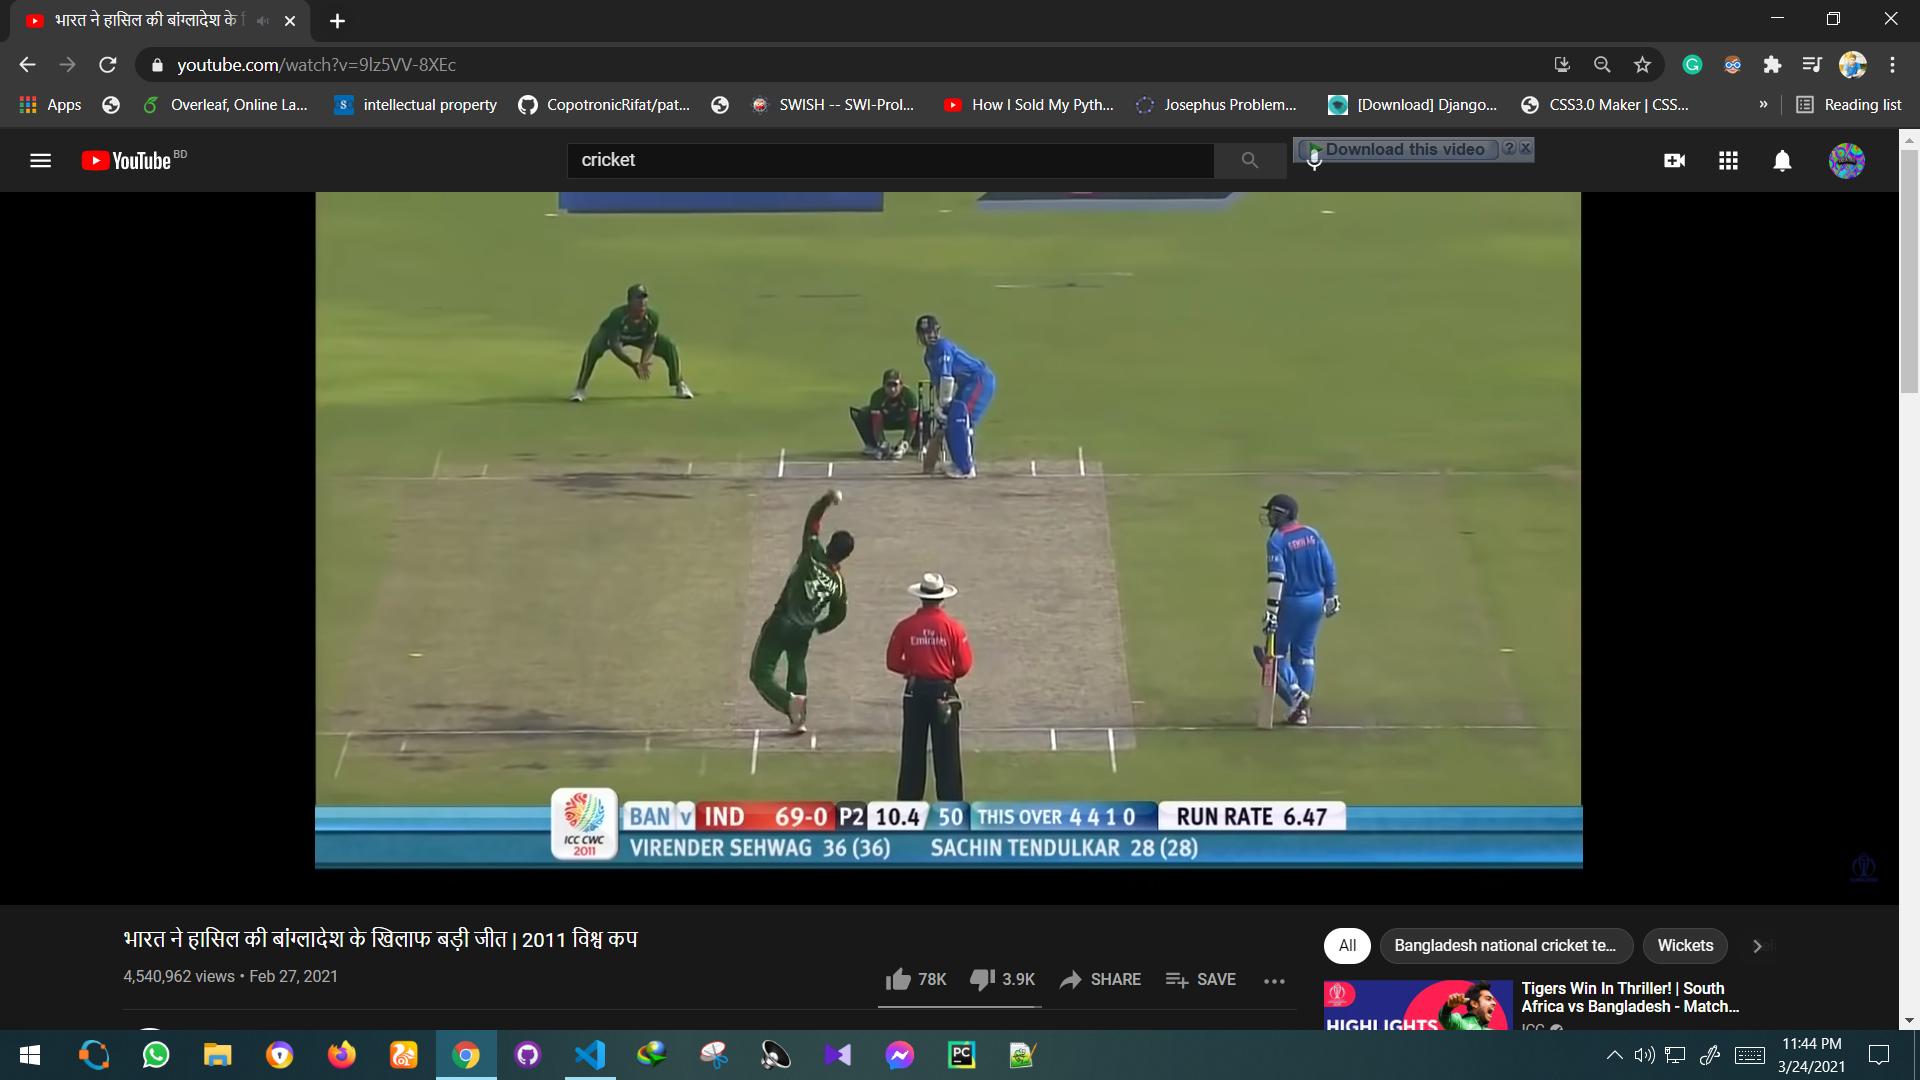 भारत ने हासिल की बांग्लादेश के
youtube.com/watch?v=9lz5VV-8XEc
Apps
Overleaf, Online La...
intellectual property
CopotronicRifat/pat...
SWISH -- SWI-Prol...
How I Sold My Pyth...
Josephus Problem...
[Download] Django...
CSS3.0 Maker | CSS...
»
Reading list
YouTube BD
cricket
Download this video
Fly
Emirates
SEHWAG
ICC CWC
2011
BAN v IND 69-0 P2 10.4 50 THIS OVER 4 4 1 0 RUN RATE 6.47
VIRENDER SEHWAG 36 (36) SACHIN TENDULKAR 28 (28)
भारत ने हासिल की बांग्लादेश के खिलाफ बड़ी जीत | 2011 विश्व कप
4,540,962 views • Feb 27, 2021
78K
3.9K
SHARE
SAVE
All
Bangladesh national cricket te...
Wickets
Tigers Win In Thriller! | South
Africa vs Bangladesh - Match...
HIGHLIGHTS
ICC
PC
11:44 PM
3/24/2021